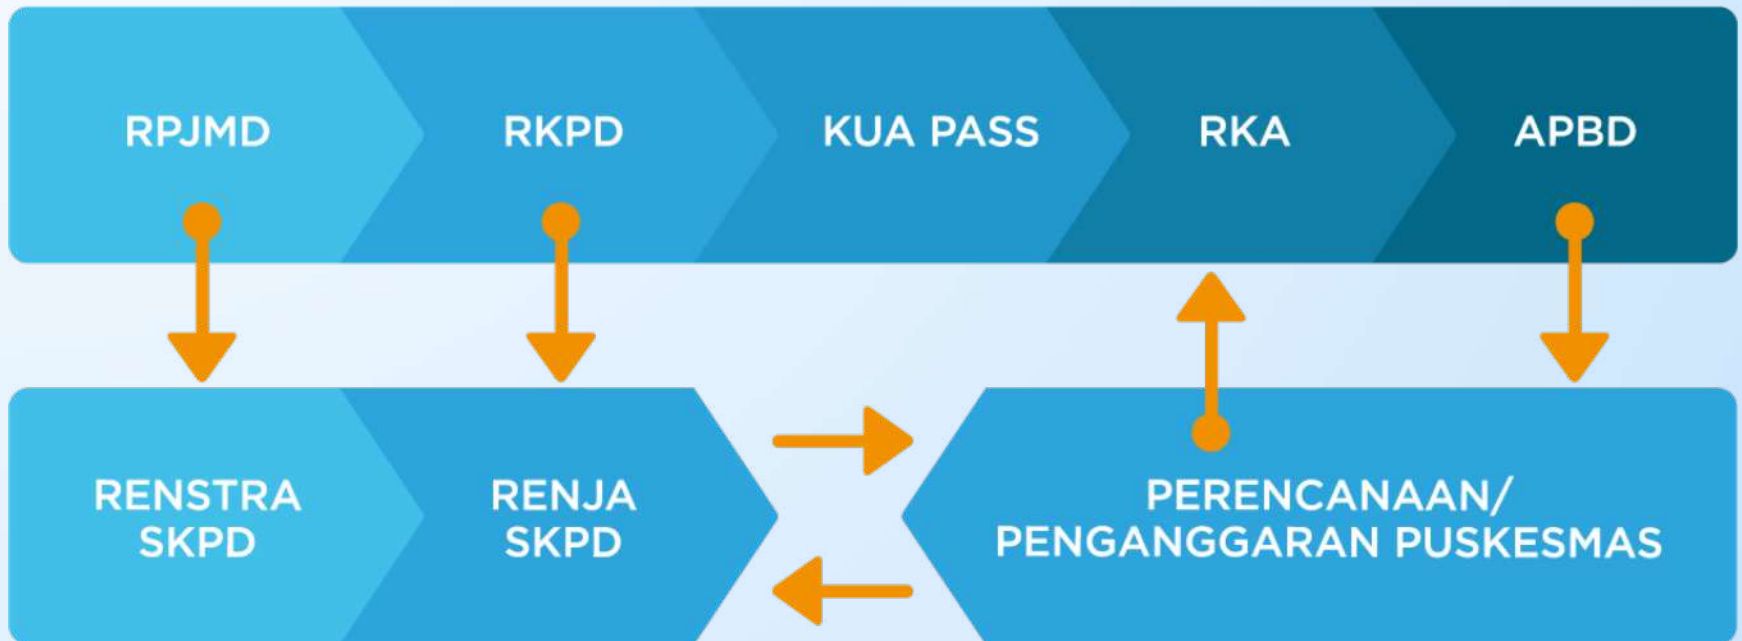 RPJMD
RKPD
KUA PASS
RKA
APBD
RENSTRA
SKPD
RENJA
SKPD
PERENCANAAN/
PENGANGGARAN PUSKESMAS